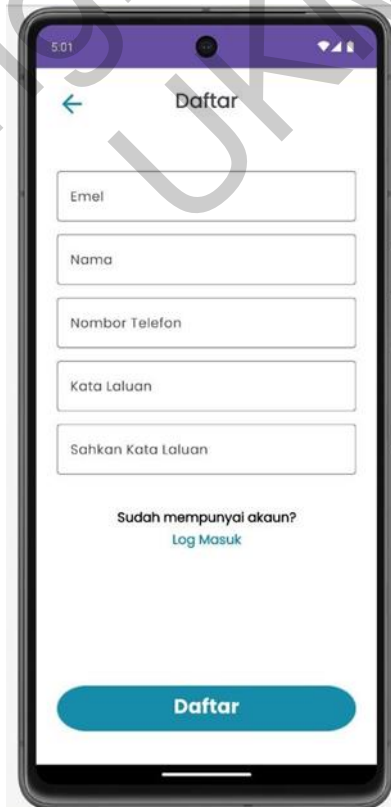 5:01
Daftar
Emel
Nama
Nombor Telefon
Kata Laluan
Sahkan Kata Laluan
Sudah mempunyai akaun?
Log Masuk
Daftar